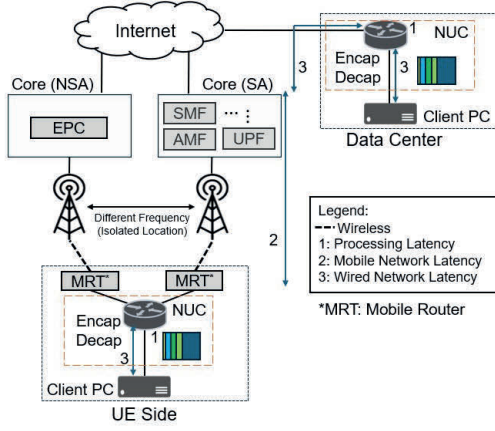 Internet
1
NUC
3
Encap
Decap
3
Client PC
Data Center
Core (NSA)
Core (SA)
EPC
SMF ... ⋮
AMF
UPF
Different Frequency
(Isolated Location)
2
Legend:
Wireless
1: Processing Latency
2: Mobile Network Latency
3: Wired Network Latency
*MRT: Mobile Router
MRT*
MRT*
NUC
Encap
Decap
1
3
Client PC
UE Side